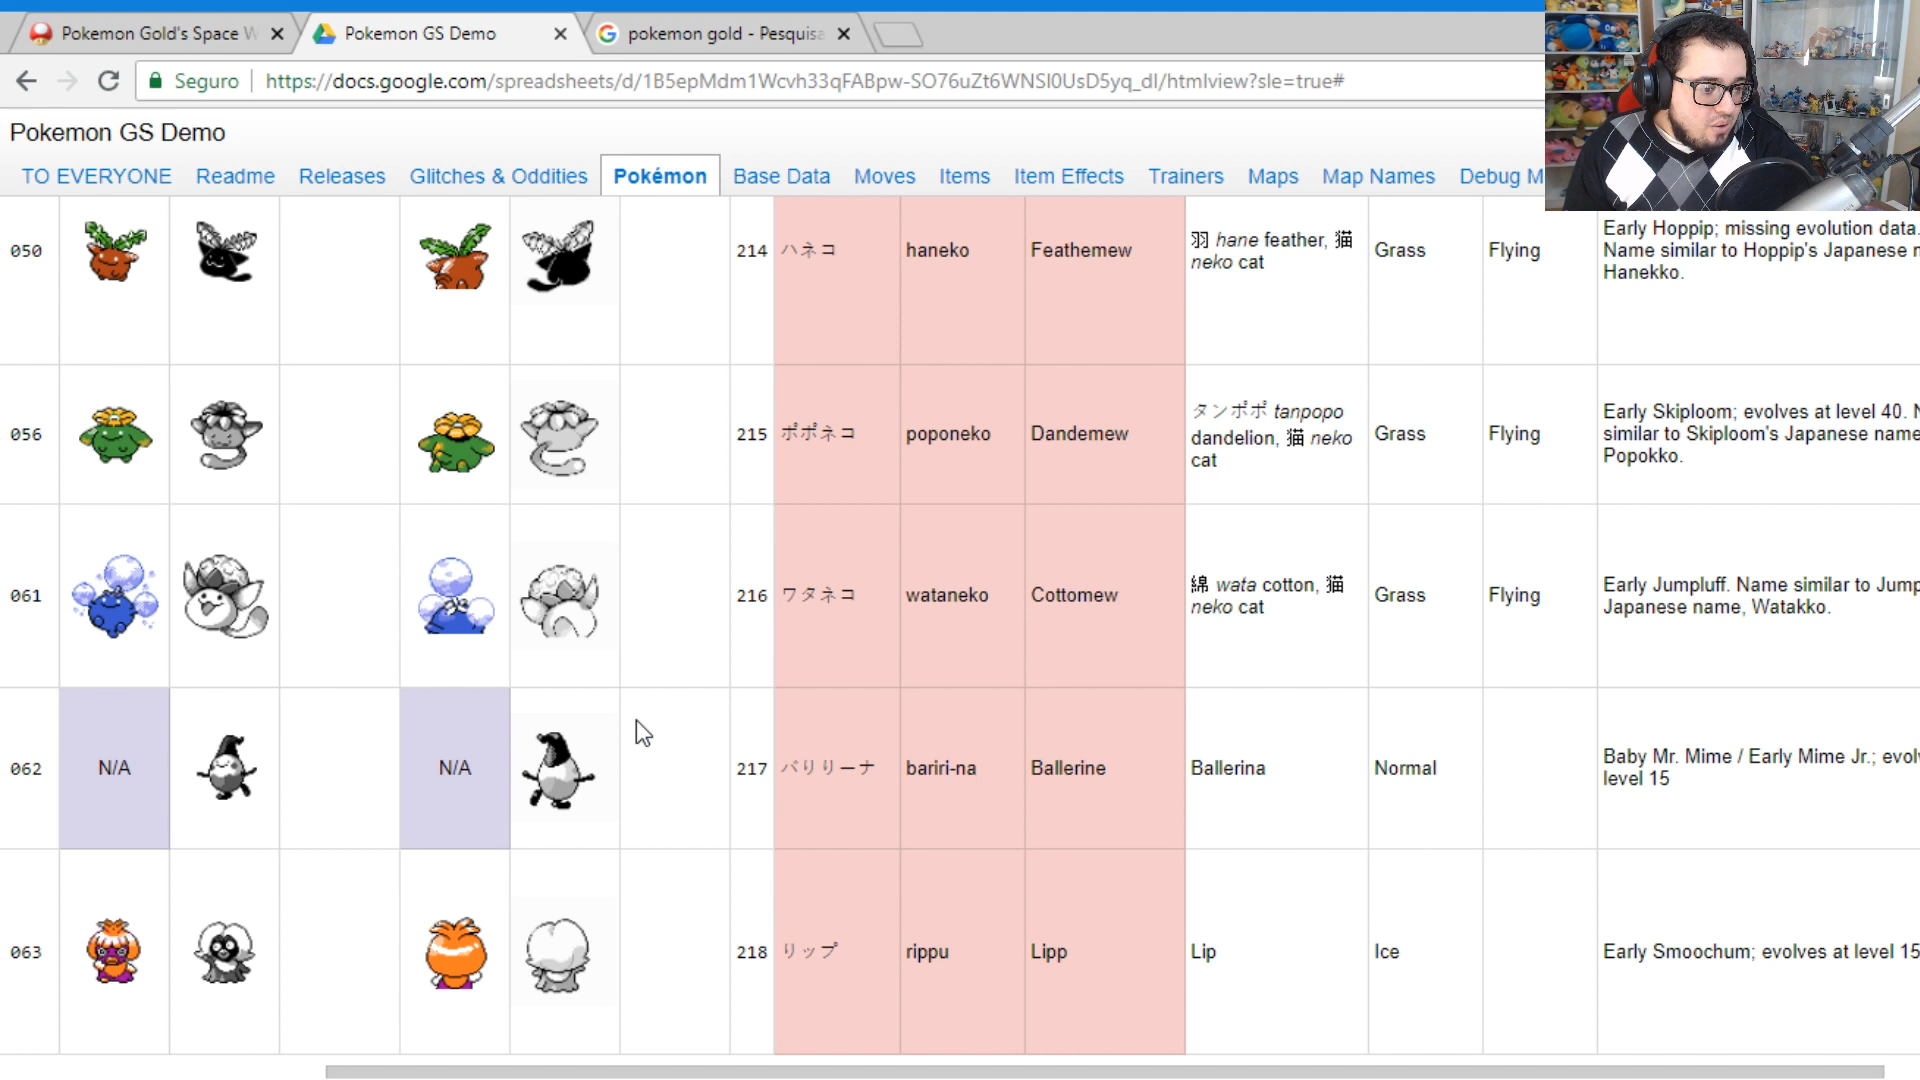 Pokemon Gold's Space W
Pokemon GS Demo
pokemon gold - Pesquisa
Seguro
https://docs.google.com/spreadsheets/d/1B5epMdm1Wcvh33qFABpw-SO76uZt6WNSl0UsD5yq_dl/htmlview?sle=true#
Pokemon GS Demo
TO EVERYONE Readme Releases Glitches & Oddities Pokémon Base Data Moves Items Item Effects Trainers Maps Map Names Debug M
050 214 ハネコ haneko Feathemew 羽 hane feather, 猫 neko cat Grass Flying
Early Hoppip; missing evolution data.
Name similar to Hoppip's Japanese n
Hanekko.
056 215 ポポネコ poponeko Dandemew タンポポ tanpopo dandelion, 猫 neko cat Grass Flying
Early Skiploom; evolves at level 40. N
similar to Skiploom's Japanese name
Popokko.
061 216 ワタネコ wataneko Cottomew 綿 wata cotton, 猫 neko cat Grass Flying
Early Jumpluff. Name similar to Jump
Japanese name, Watakko.
062 N/A N/A 217 バリリーナ bariri-na Ballerine Ballerina Normal
Baby Mr. Mime / Early Mime Jr.; evolv
level 15
063 218 リップ rippu Lipp Lip Ice
Early Smoochum; evolves at level 15